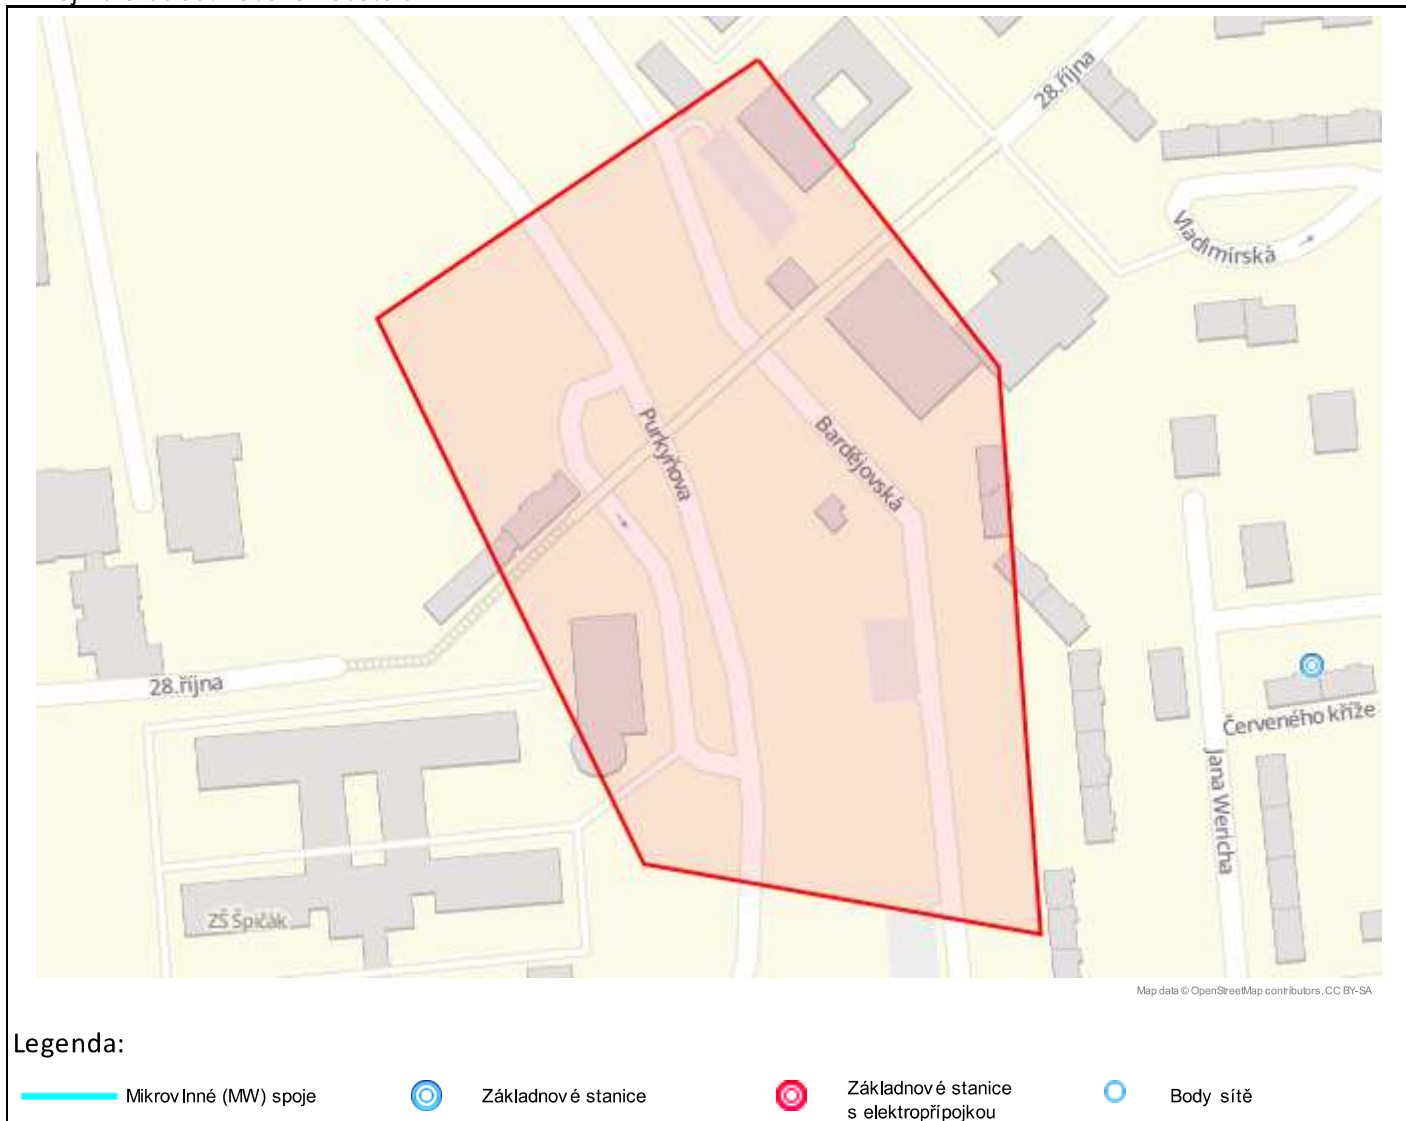 28.října
Vladimírská
Purkyňova
Bardějovská
28.října
Červeného kříže
Jana Wericha
ZŠ Špičák
Map data © OpenStreetMap contributors, CC BY-SA
Legenda:
Mikrovlnné (MW) spoje
Základnové stanice
Základnové stanice
s elektropřípojkou
Body sítě